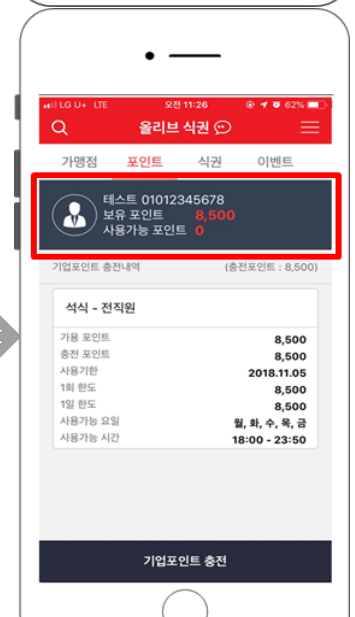 LG U+ LTE 오전 11:26 62%
올리브 식권
가맹점 포인트 식권 이벤트
테스트 01012345678
보유 포인트 8,500
사용가능 포인트 0
기업포인트 충전내역 (충전포인트 : 8,500)
석식 - 전직원
가용 포인트 8,500
충전 포인트 8,500
사용기한 2018.11.05
1회 한도 8,500
1일 한도 8,500
사용가능 요일 월, 화, 수, 목, 금
사용가능 시간 18:00 - 23:50
기업포인트 충전